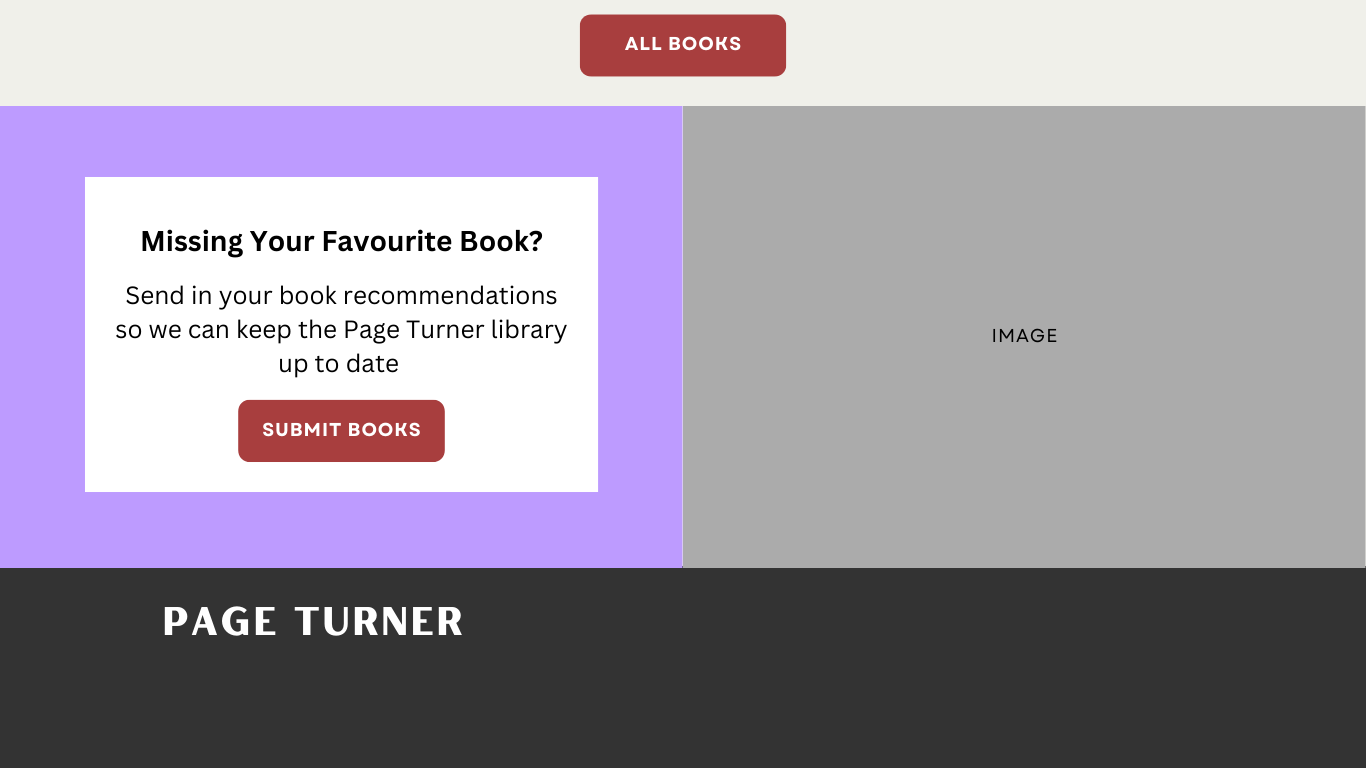 ALL BOOKS
Missing Your Favourite Book?
Send in your book recommendations
so we can keep the Page Turner library
up to date
SUBMIT BOOKS
IMAGE
PAGE TURNER